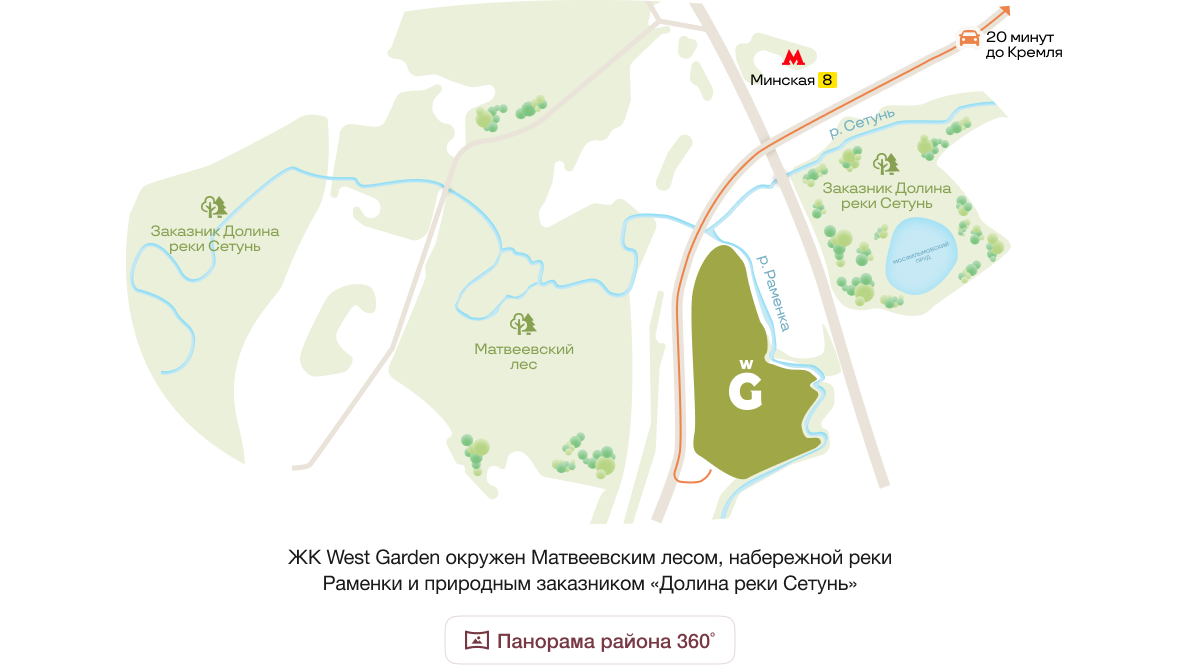 20 минут
до Кремля
Минская 8
р. Сетунь
Заказник Долина
реки Сетунь
Заказник Долина
реки Сетунь
МОСФИЛЬМОВСКИЙ
ПРУД
р. Раменка
Матвеевский
лес
W
G
ЖК West Garden окружен Матвеевским лесом, набережной реки
Раменки и природным заказником «Долина реки Сетунь»
Панорама района 360°